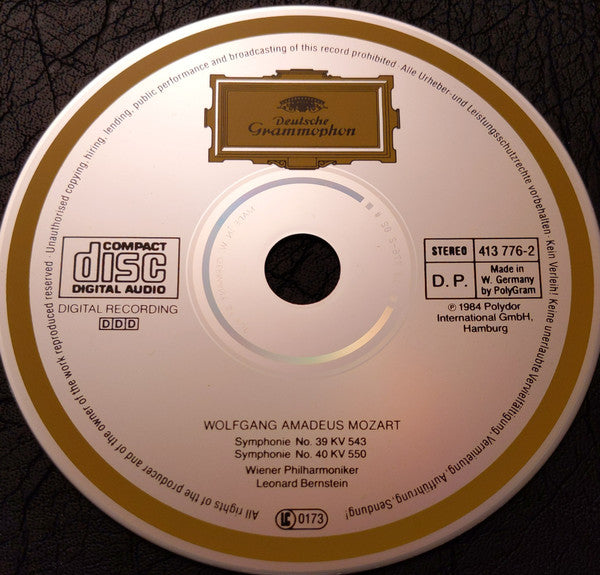 All rights of the producer and of the owner of the work reproduced reserved · Unauthorised copying, hiring, lending, public performance and broadcasting of this record prohibited · Alle Urheber- und Leistungsschutzrechte vorbehalten · Kein Verleih! Keine unerlaubte Vervielfältigung, Vermietung, Aufführung, Sendung!
Deutsche
Grammophon
COMPACT
disc
DIGITAL AUDIO
DIGITAL RECORDING
DDD
STEREO 413 776-2
D.P. Made in
W. Germany
by PolyGram
℗ 1984 Polydor
International GmbH,
Hamburg
WOLFGANG AMADEUS MOZART
Symphonie No. 39 KV 543
Symphonie No. 40 KV 550
Wiener Philharmoniker
Leonard Bernstein
LC 0173